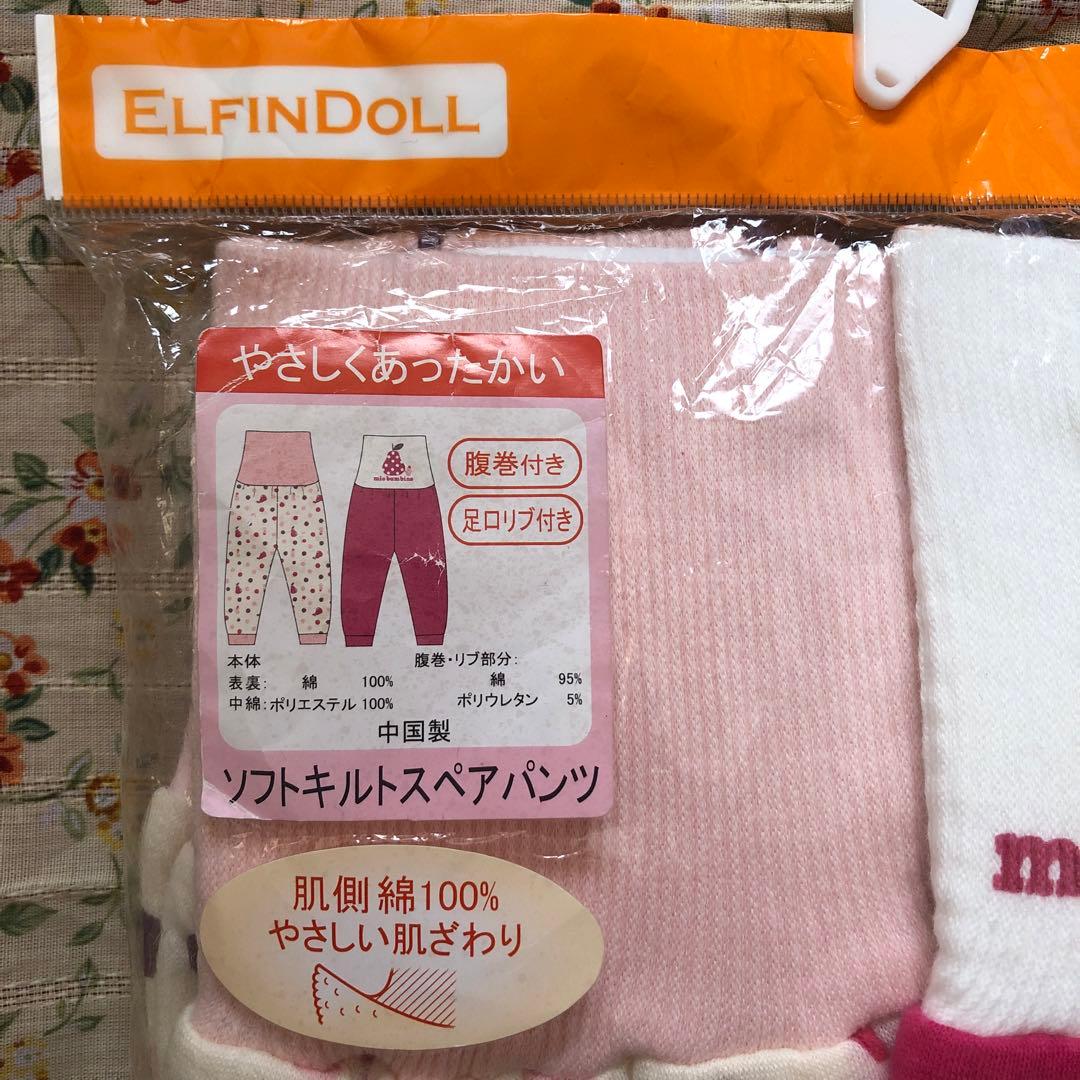 ELFINDOLL
やさしくあったかい
mio bambino
腹巻付き
足口リブ付き
本体
表裏: 綿 100%
中綿:ポリエステル 100%
腹巻・リブ部分:
綿 95%
ポリウレタン 5%
中国製
ソフトキルトスペアパンツ
肌側 綿100%
やさしい肌ざわり
m